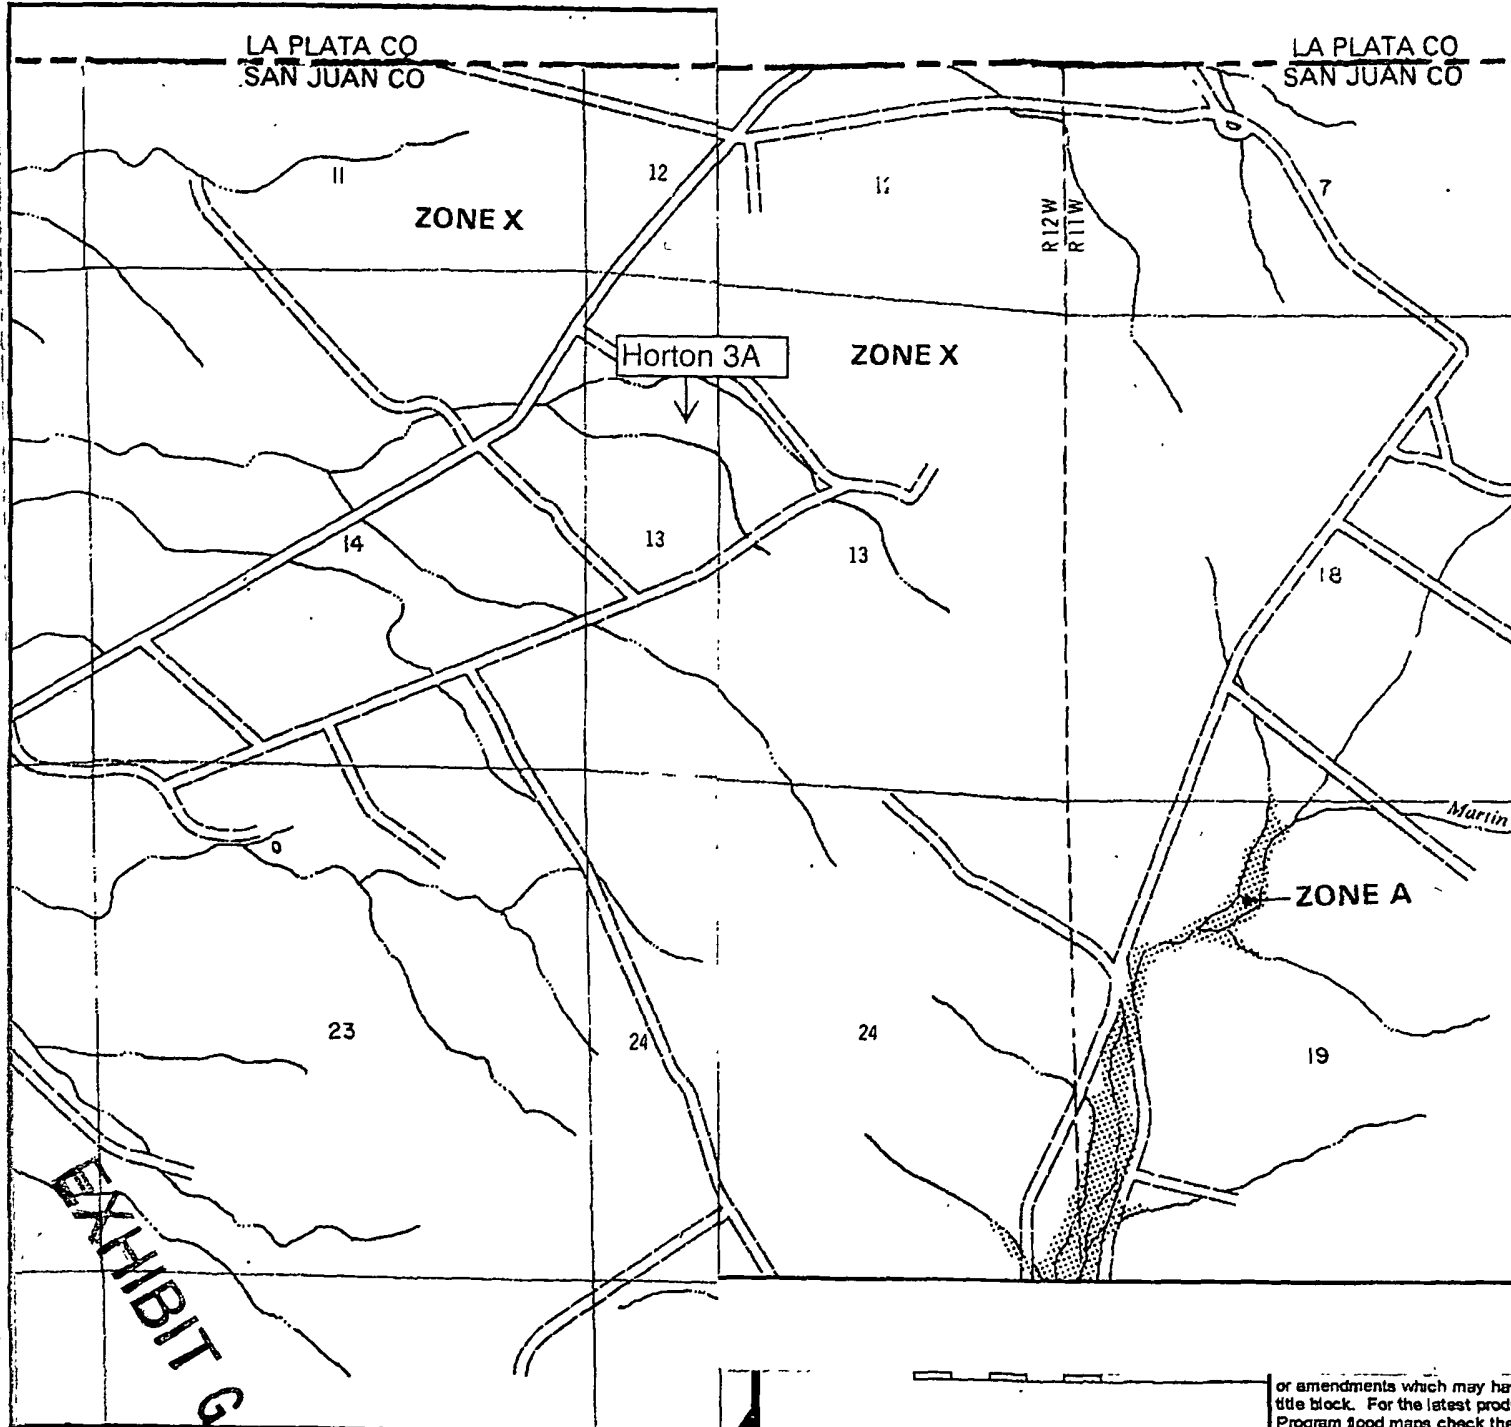 LA PLATA CO
SAN JUAN CO
LA PLATA CO
SAN JUAN CO
11
12
7
ZONE X
R12W
R11W
Horton 3A
ZONE X
14
13
13
18
Martin
ZONE A
23
24
24
19
EXHIBIT G
or amendments which may ha
title block. For the latest prod
Program flood maps check the